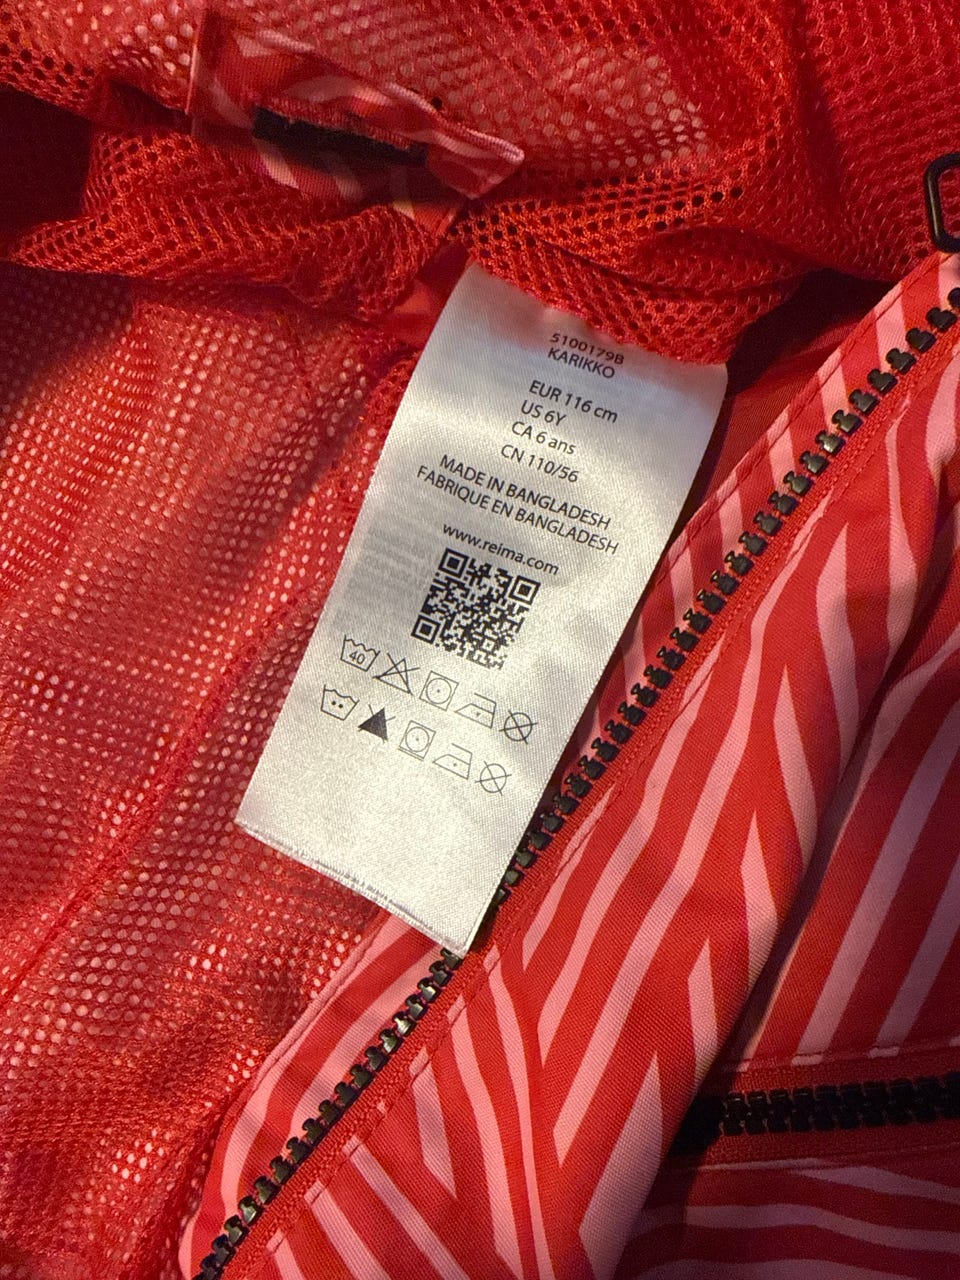 5100179B
KARIKKO
EUR 116 cm
US 6Y
CA 6 ans
CN 110/56
MADE IN BANGLADESH
FABRIQUE EN BANGLADESH
www.reima.com
40